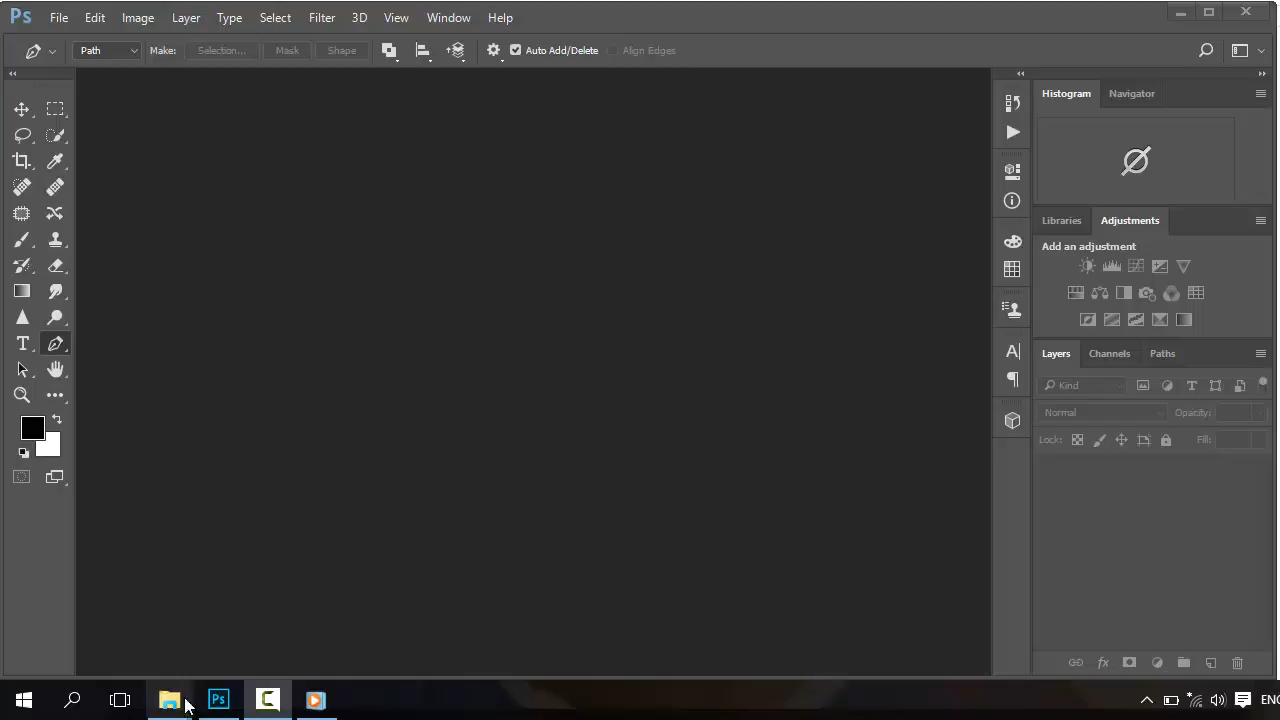 Ps File Edit Image Layer Type Select Filter 3D View Window Help
Path Make: Selection... Mask Shape Auto Add/Delete Align Edges
Histogram Navigator
Libraries Adjustments
Add an adjustment
T
A
Layers Channels Paths
Kind T
Normal Opacity:
Lock: Fill:
fx
Ps C ENG